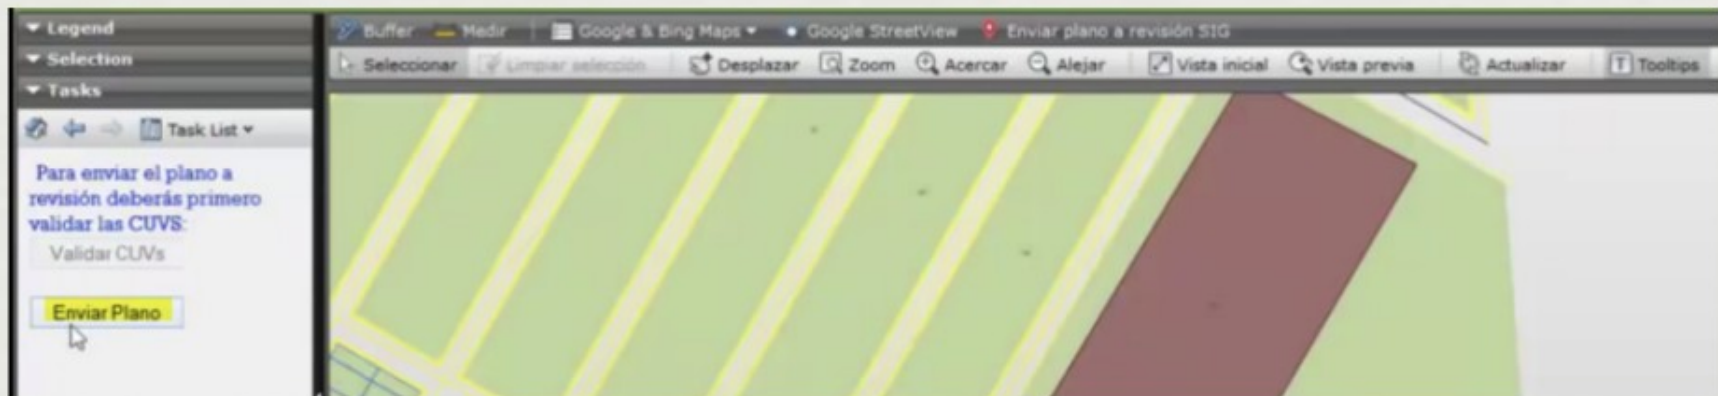 Legend
Buffer Medir Google & Bing Maps Google StreetView Enviar plano a revisión SIG
Selection
Seleccionar Limpiar selección Desplazar Zoom Acercar Alejar Vista inicial Vista previa Actualizar Tooltips
Tasks
Task List
Para enviar el plano a
revisión deberás primero
validar las CUVS:
Validar CUVs
Enviar Plano